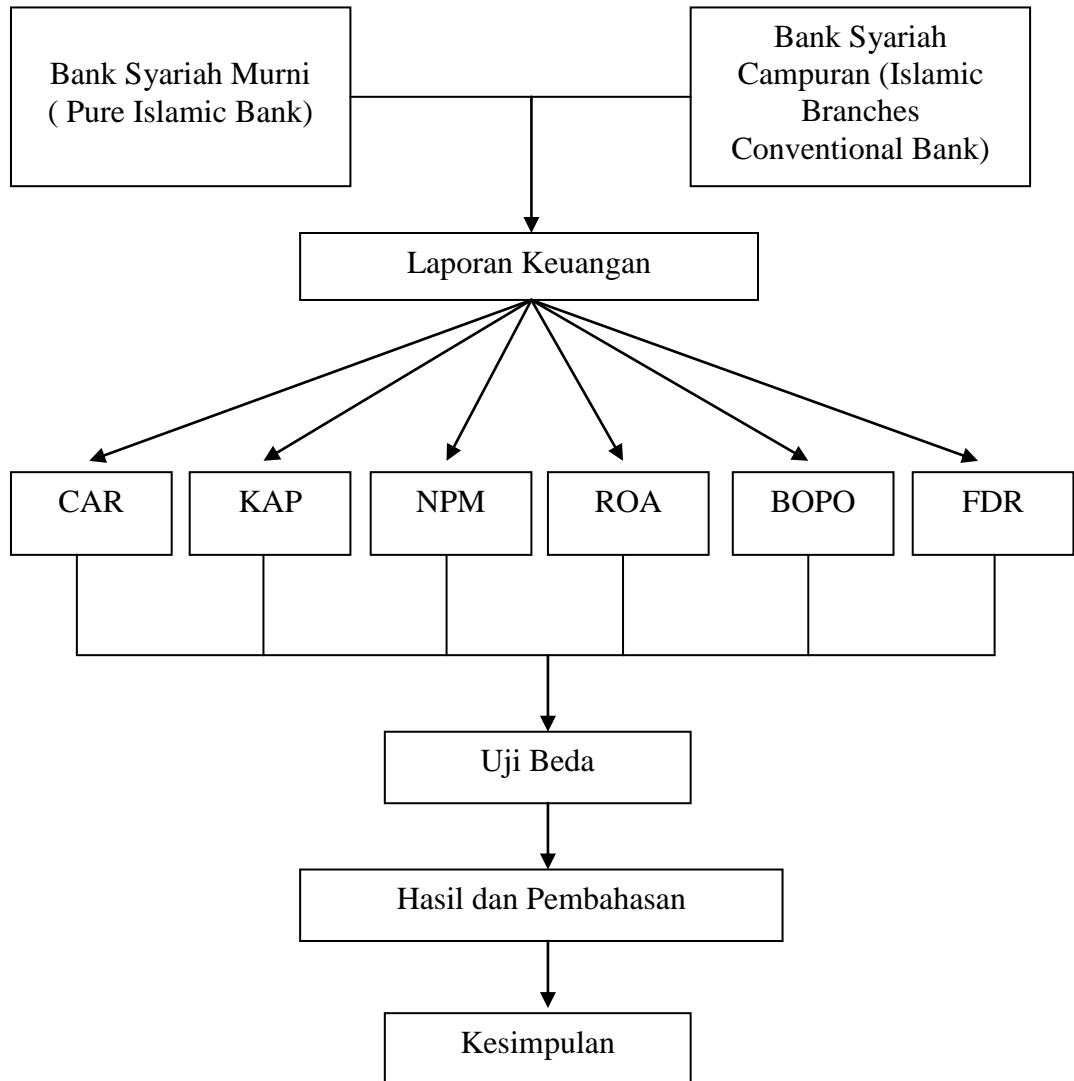 Bank Syariah Murni
( Pure Islamic Bank)
Bank Syariah
Campuran (Islamic
Branches
Conventional Bank)
Laporan Keuangan
CAR
KAP
NPM
ROA
BOPO
FDR
Uji Beda
Hasil dan Pembahasan
Kesimpulan